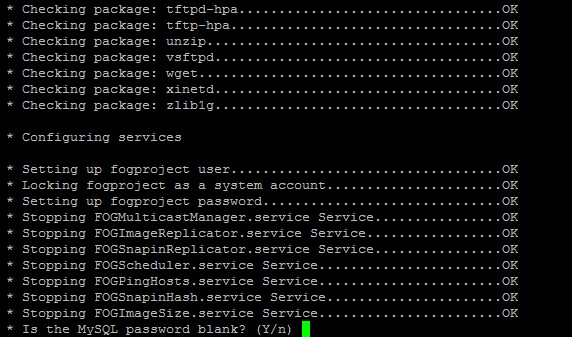 * Checking package: tftpd-hpa.................................OK
* Checking package: tftp-hpa..................................OK
* Checking package: unzip.....................................OK
* Checking package: vsftpd....................................OK
* Checking package: wget......................................OK
* Checking package: xinetd....................................OK
* Checking package: zlib1g....................................OK
* Configuring services
* Setting up fogproject user..................................OK
* Locking fogproject as a system account......................OK
* Setting up fogproject password..............................OK
* Stopping FOGMulticastManager.service Service................OK
* Stopping FOGImageReplicator.service Service.................OK
* Stopping FOGSnapinReplicator.service Service................OK
* Stopping FOGScheduler.service Service.......................OK
* Stopping FOGPingHosts.service Service.......................OK
* Stopping FOGSnapinHash.service Service......................OK
* Stopping FOGImageSize.service Service.......................OK
* Is the MySQL password blank? (Y/n)